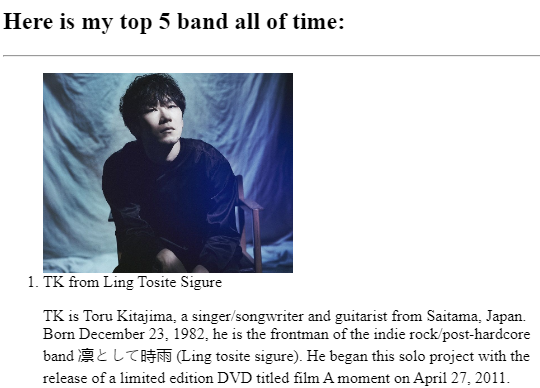 Here is my top 5 band all of time:
1. TK from Ling Tosite Sigure
TK is Toru Kitajima, a singer/songwriter and guitarist from Saitama, Japan.
Born December 23, 1982, he is the frontman of the indie rock/post-hardcore
band 凛として時雨 (Ling tosite sigure). He began this solo project with the
release of a limited edition DVD titled film A moment on April 27, 2011.